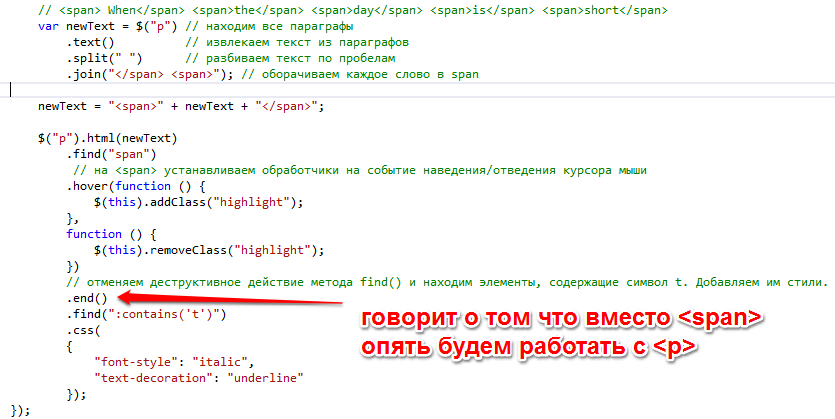 // <span> When</span> <span>the</span> <span>day</span> <span>is</span> <span>short</span>
var newText = $("p") // находим все параграфы
.text() // извлекаем текст из параграфов
.split(" ") // разбиваем текст по пробелам
.join("</span> <span>"); // оборачиваем каждое слово в span
newText = "<span>" + newText + "</span>";
$("p").html(newText)
.find("span")
// на <span> устанавливаем обработчики на событие наведения/отведения курсора мыши
.hover(function () {
$(this).addClass("highlight");
},
function () {
$(this).removeClass("highlight");
})
// отменяем деструктивное действие метода find() и находим элементы, содержащие символ t. Добавляем им стили.
.end()
.find(":contains('t')")
.css(
{
"font-style": "italic",
"text-decoration": "underline"
});
});
говорит о том что вместо <span>
опять будем работать с <p>